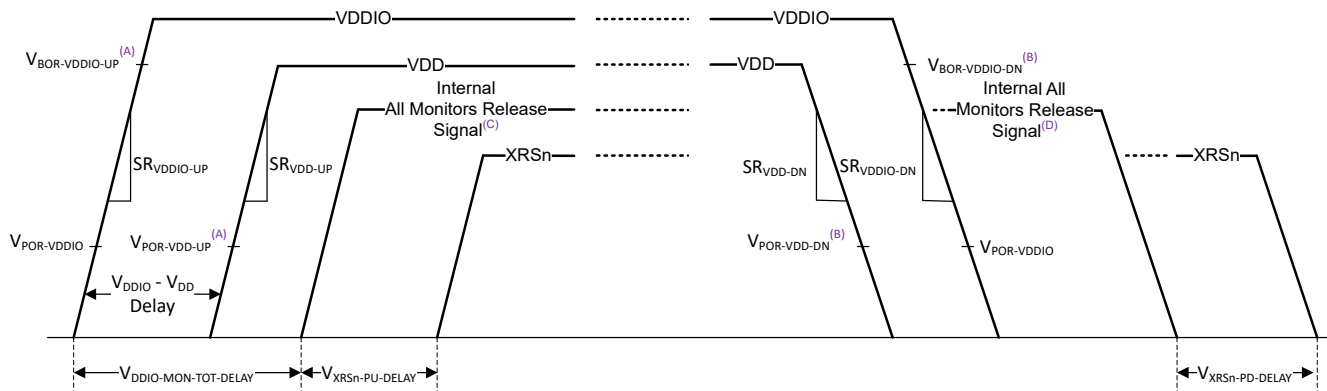 VDDIO
VDDIO
VBOR-VDDIO-UP(A)
VDD
VDD
VBOR-VDDIO-DN(B)
Internal
All Monitors Release
Signal(C)
Internal All
Monitors Release
Signal(D)
XRSn
XRSn
SRVDDIO-UP
SRVDD-UP
SRVDD-DN
SRVDDIO-DN
VPOR-VDDIO
VPOR-VDD-UP(A)
VPOR-VDD-DN(B)
VPOR-VDDIO
VDDIO - VDD
Delay
VDDIO-MON-TOT-DELAY
VXRSn-PU-DELAY
VXRSn-PD-DELAY